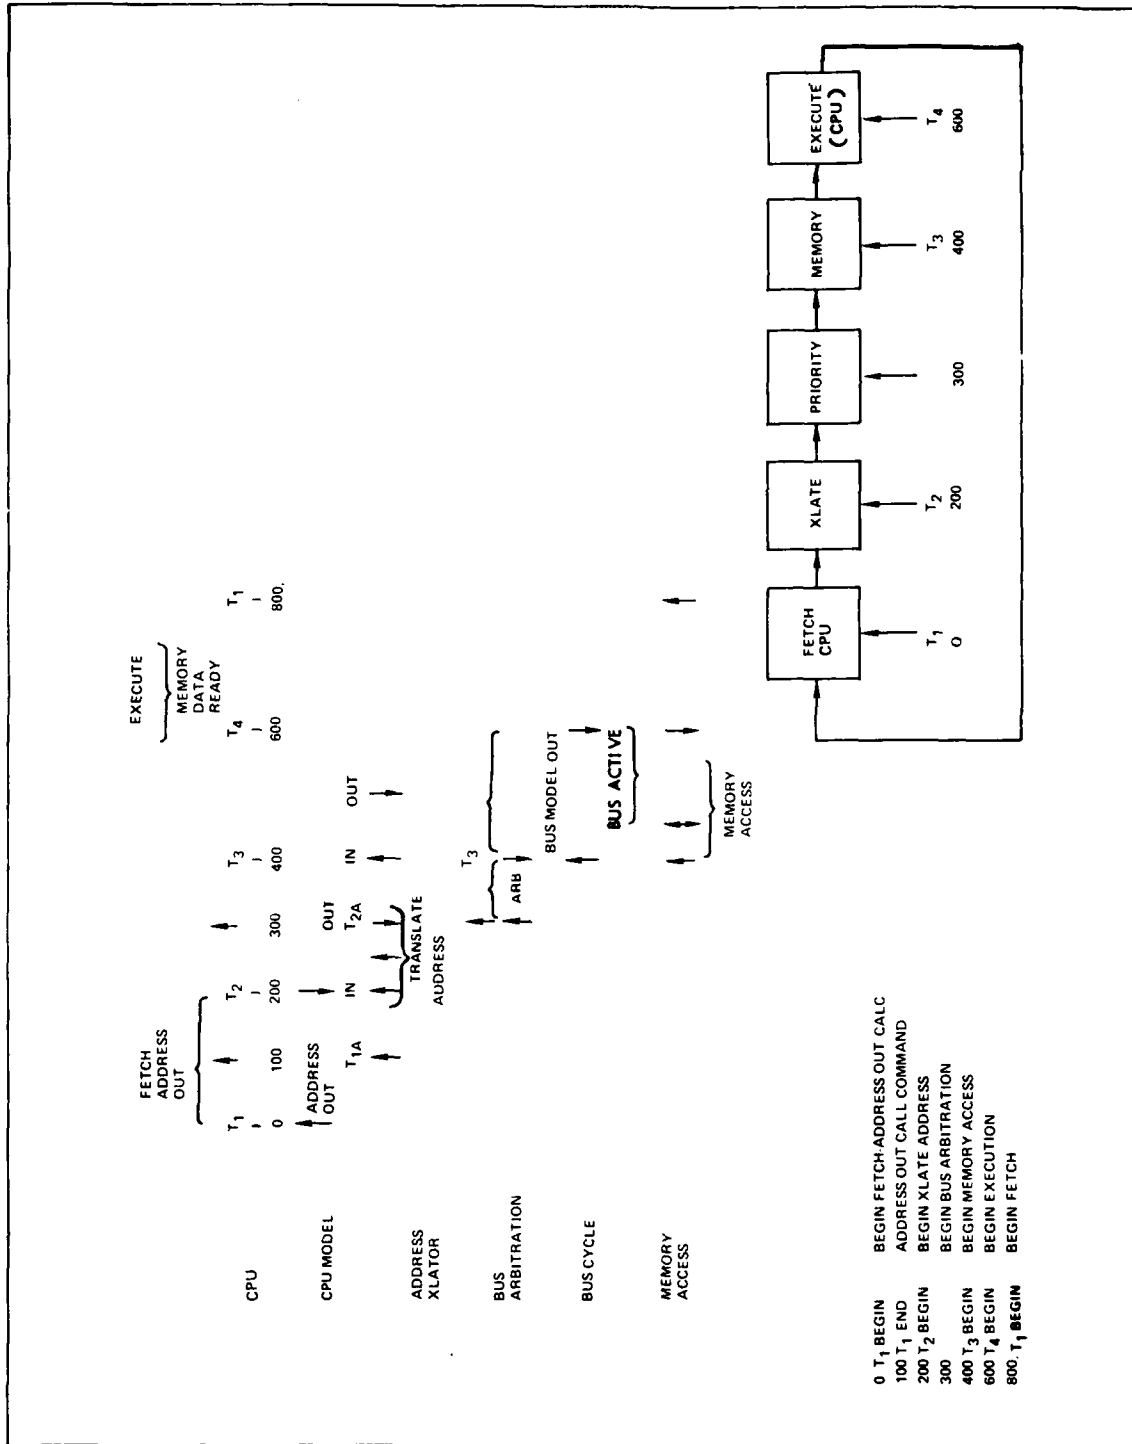 EXECUTE
FETCH ADDRESS OUT
MEMORY DATA READY
CPU
T1 T2 T3 T4 T1
0 100 200 300 400 600 800.
CPU MODEL
ADDRESS OUT
T1A
IN
OUT
T2A
IN
OUT
ADDRESS XLATOR
TRANSLATE
AUDRESS
BUS ARBITRATION
T3
ARB
BUS MODEL OUT
BUS CYCLE
BUS ACTIVE
MEMORY ACCESS
MEMORY ACCESS
FETCH CPU
XLATE
PRIORITY
MEMORY
EXECUTE (CPU)
T1 T2 T3 T4
0 200 300 400 600
0 T1 BEGIN BEGIN FETCH-ADDRESS OUT CALC
100 T1 END ADDRESS OUT CALL COMMAND
200 T2 BEGIN BEGIN XLATE ADDRESS
300 BEGIN BUS ARBITRATION
400 T3 BEGIN BEGIN MEMORY ACCESS
600 T4 BEGIN BEGIN EXECUTION
800. T1 BEGIN BEGIN FETCH